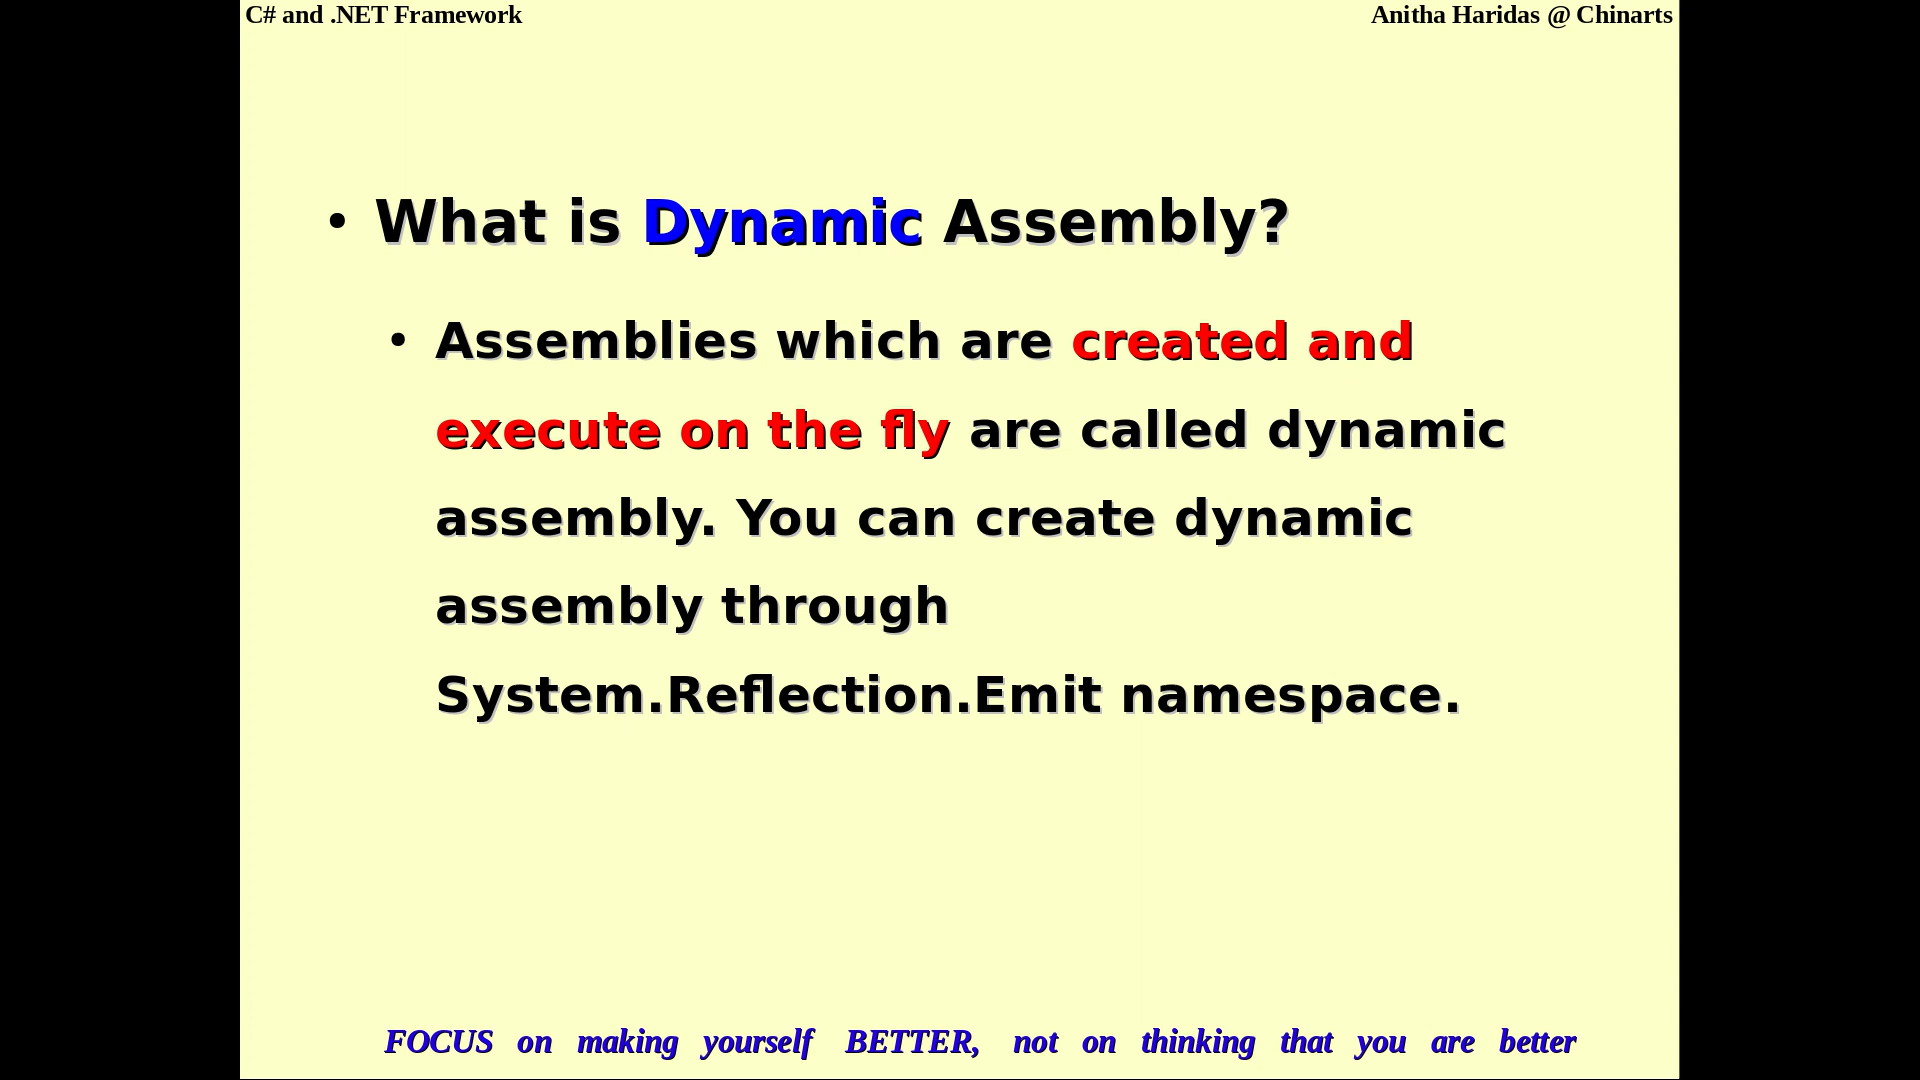 C# and .NET Framework
Anitha Haridas @ Chinarts
• What is Dynamic Assembly?
• Assemblies which are created and
execute on the fly are called dynamic
assembly. You can create dynamic
assembly through
System.Reflection.Emit namespace.
FOCUS on making yourself BETTER, not on thinking that you are better